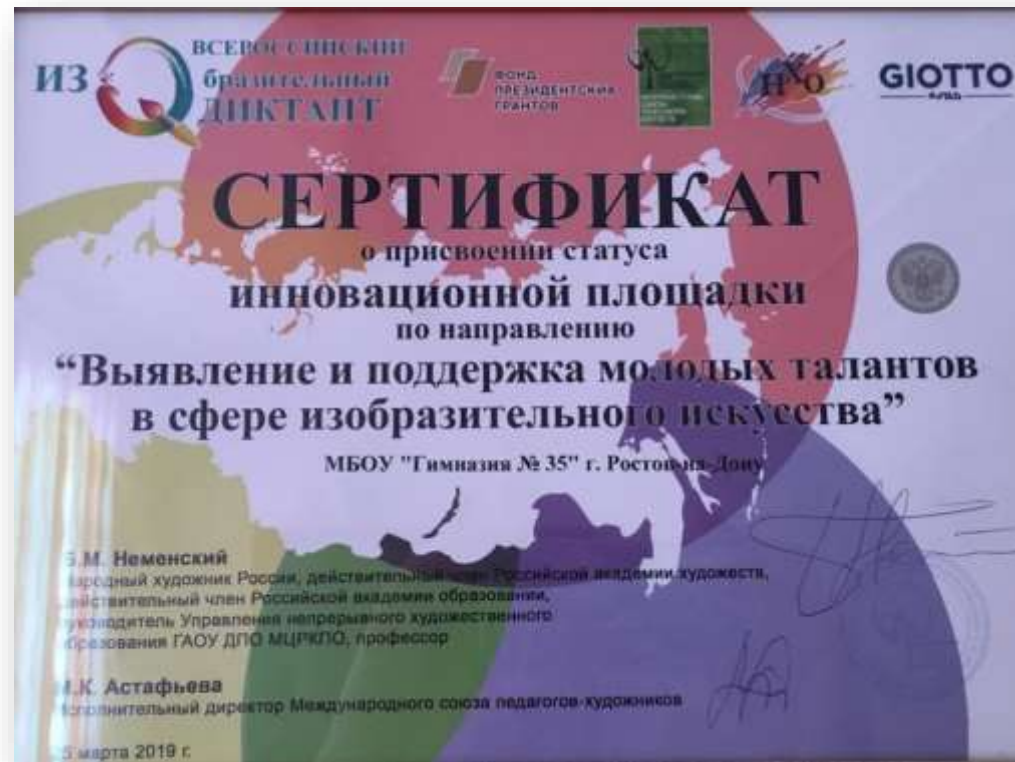 ИЗ
ВСЕРОССИЙСКИЙ
бразительный
ДИКТАНТ
ФОНД
ПРЕЗИДЕНТСКИХ
ГРАНТОВ
НХО
GIOTTO
СЕРТИФИКАТ
о присвоении статуса
инновационной площадки
по направлению
“Выявление и поддержка молодых талантов
в сфере изобразительного искусства”
МБОУ "Гимназия № 35" г. Ростов-на-Дону
Б.М. Неменский
Народный художник России, действительный член Российской академии художеств,
действительный член Российской академии образовании,
руководитель Управления непрерывного художественного
образования ГАОУ ДПО МЦРКПО, профессор
М.К. Астафьева
Исполнительный директор Международного союза педагогов-художников
марта 2019 г.